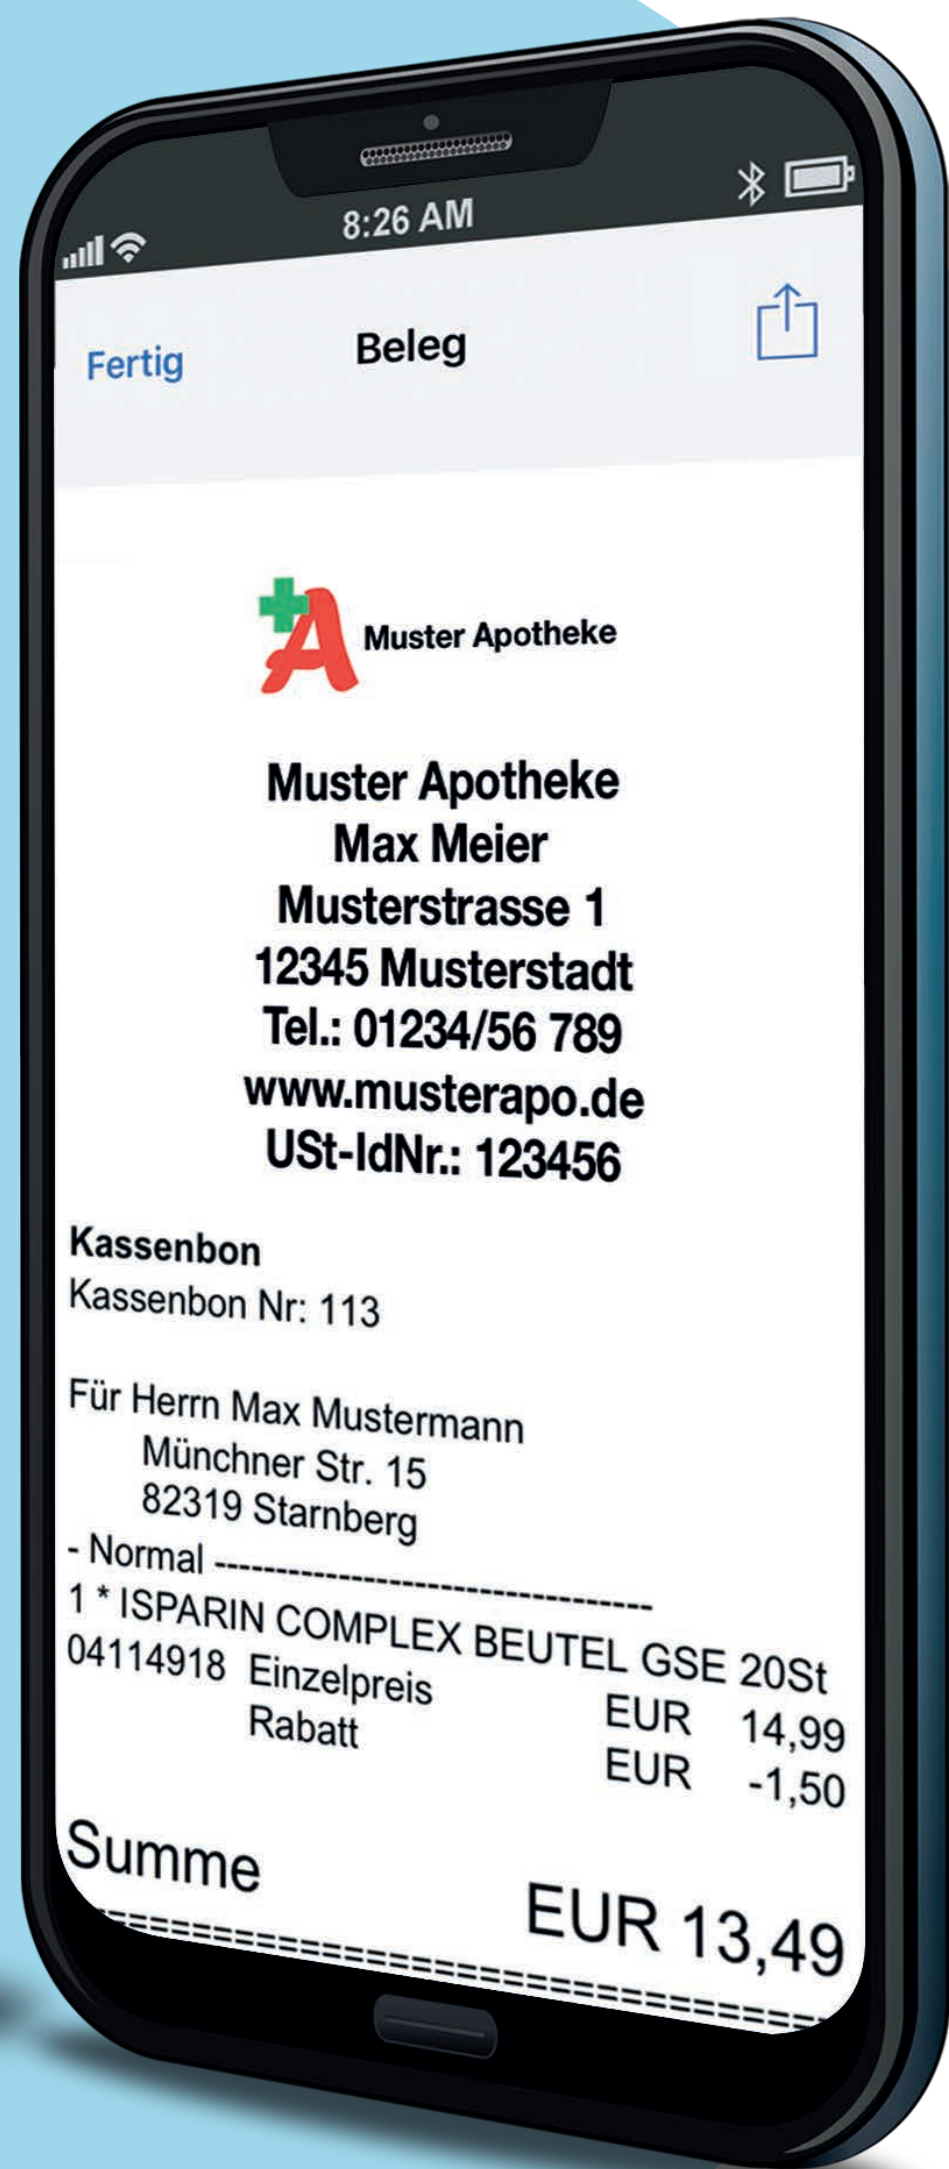 8:26 AM
Fertig
Beleg
A
Muster Apotheke
Muster Apotheke
Max Meier
Musterstrasse 1
12345 Musterstadt
Tel.: 01234/56 789
www.musterapo.de
USt-IdNr.: 123456
Kassenbon
Kassenbon Nr: 113
Für Herrn Max Mustermann
Münchner Str. 15
82319 Starnberg
- Normal -----------------------------------
1 * ISPARIN COMPLEX BEUTEL GSE 20St
04114918 Einzelpreis EUR 14,99
Rabatt EUR -1,50
Summe EUR 13,49
==========================================